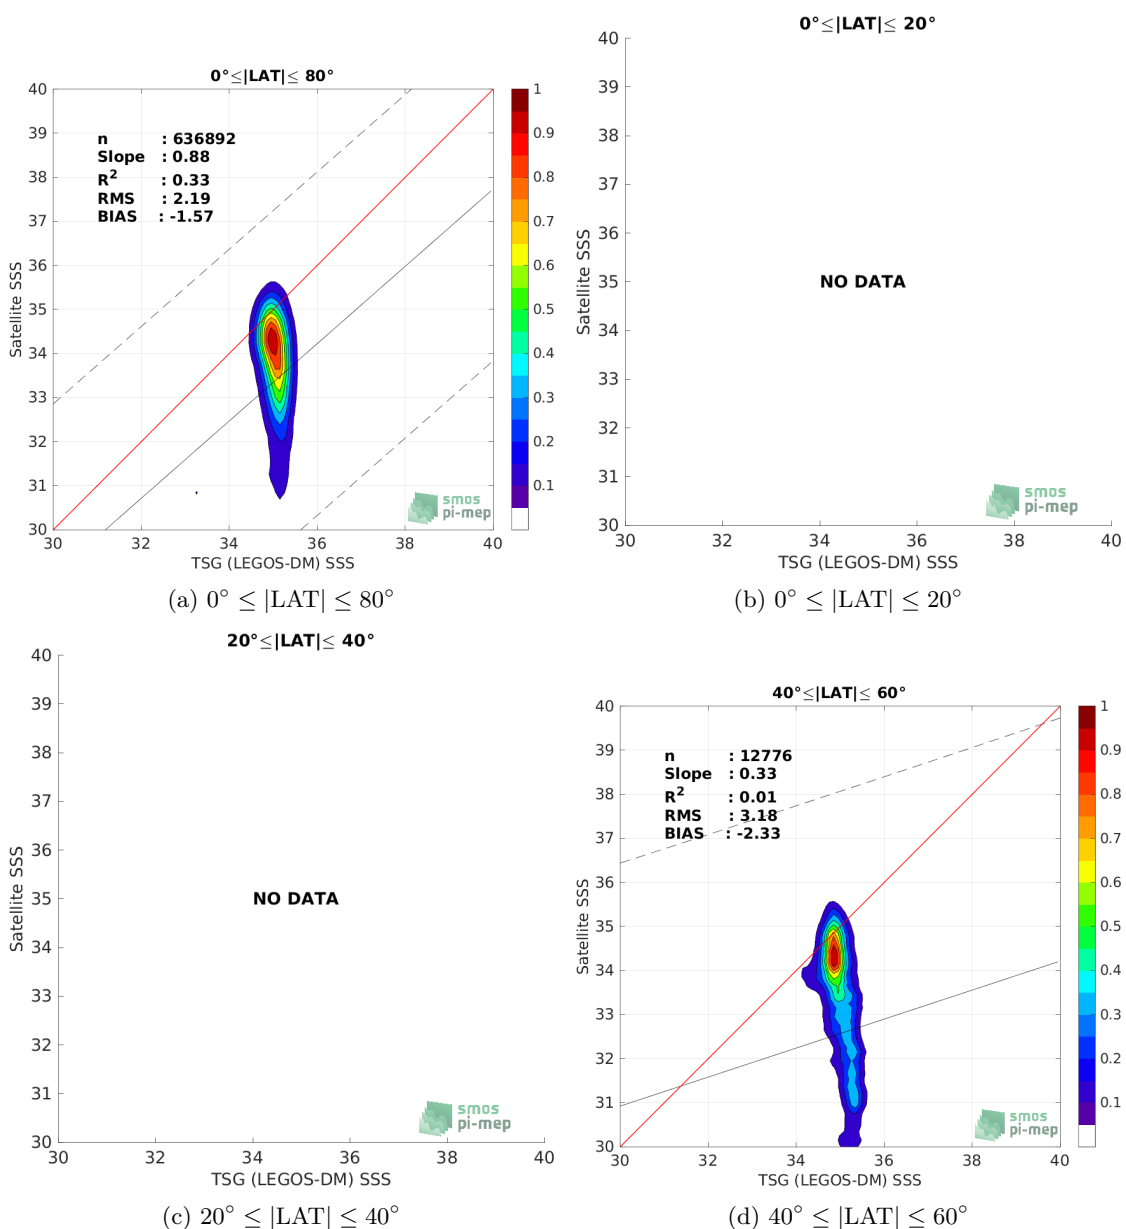 0°≤|LAT|≤ 80°
40
39
38
37
36
35
34
33
32
31
30
Satellite SSS
n : 636892
Slope : 0.88
R² : 0.33
RMS : 2.19
BIAS : -1.57
1
0.9
0.8
0.7
0.6
0.5
0.4
0.3
0.2
0.1
smos
pi-mep
30 32 34 36 38 40
TSG (LEGOS-DM) SSS
(a) 0° ≤ |LAT| ≤ 80°
0°≤|LAT|≤ 20°
40
39
38
37
36
35
34
33
32
31
30
Satellite SSS
NO DATA
smos
pi-mep
30 32 34 36 38 40
TSG (LEGOS-DM) SSS
(b) 0° ≤ |LAT| ≤ 20°
20°≤|LAT|≤ 40°
40
39
38
37
36
35
34
33
32
31
30
Satellite SSS
NO DATA
smos
pi-mep
30 32 34 36 38 40
TSG (LEGOS-DM) SSS
(c) 20° ≤ |LAT| ≤ 40°
40°≤|LAT|≤ 60°
40
39
38
37
36
35
34
33
32
31
30
Satellite SSS
n : 12776
Slope : 0.33
R² : 0.01
RMS : 3.18
BIAS : -2.33
1
0.9
0.8
0.7
0.6
0.5
0.4
0.3
0.2
0.1
smos
pi-mep
30 32 34 36 38 40
TSG (LEGOS-DM) SSS
(d) 40° ≤ |LAT| ≤ 60°